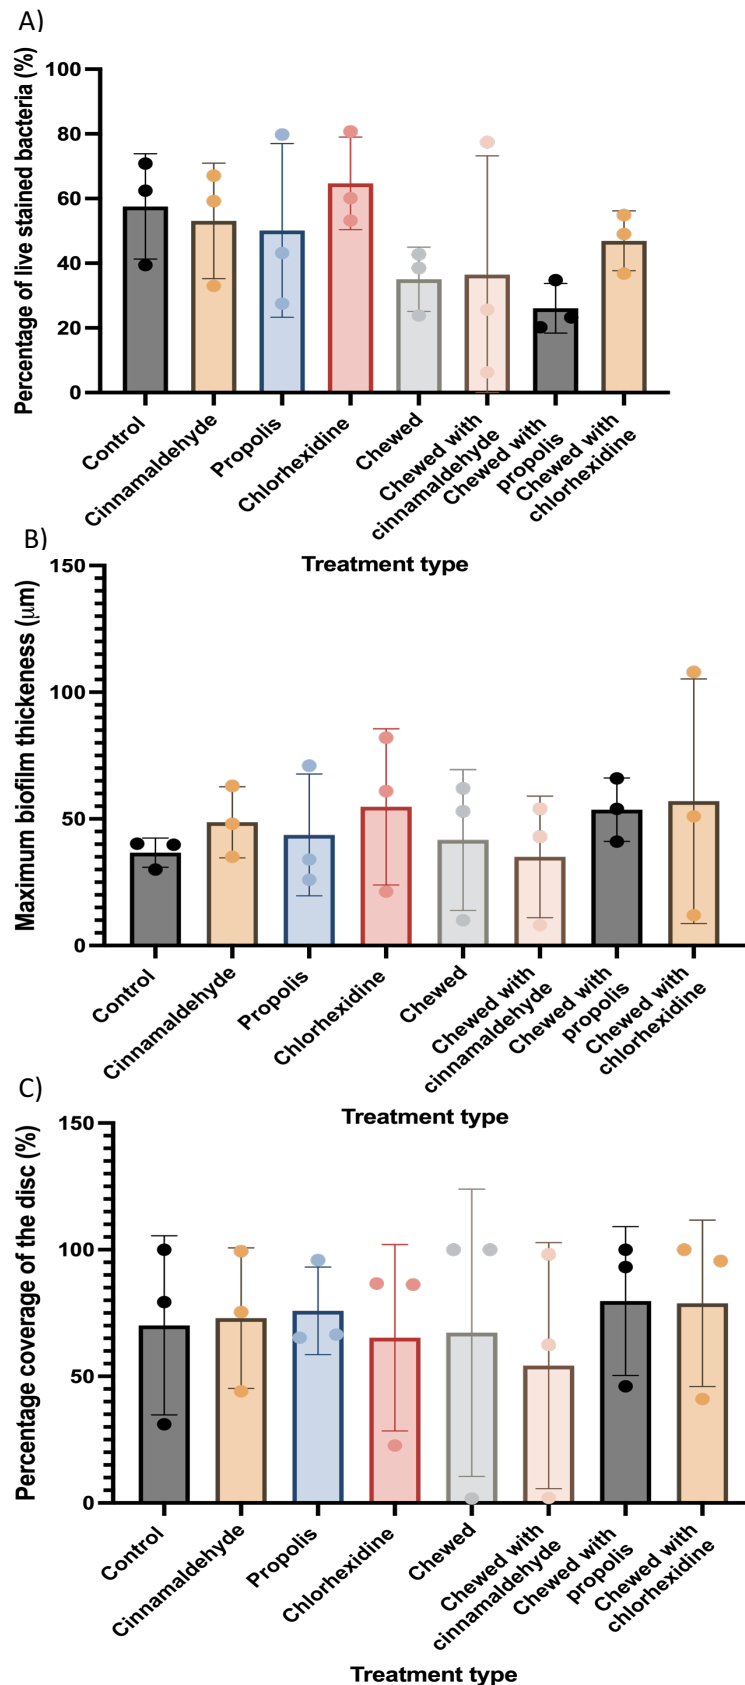 A)
Percentage of live stained bacteria (%)
100
80
60
40
20
0
Control
Cinnamaldehyde
Propolis
Chlorhexidine
Chewed
Chewed with
cinnamaldehyde
Chewed with
propolis
Chewed with
chlorhexidine
Treatment type
B)
Maximum biofilm thickeness (μm)
150
100
50
0
Control
Cinnamaldehyde
Propolis
Chlorhexidine
Chewed
Chewed with
cinnamaldehyde
Chewed with
propolis
Chewed with
chlorhexidine
Treatment type
C)
Percentage coverage of the disc (%)
150
100
50
0
Control
Cinnamaldehyde
Propolis
Chlorhexidine
Chewed
Chewed with
cinnamaldehyde
Chewed with
propolis
Chewed with
chlorhexidine
Treatment type